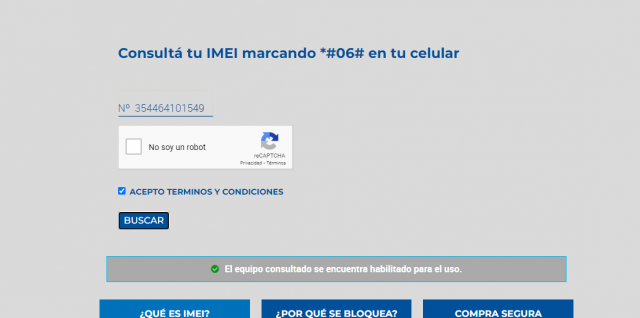 Consultá tu IMEI marcando *#06# en tu celular
Nº 354464101549
No soy un robot
reCAPTCHA
Privacidad - Términos
ACEPTO TERMINOS Y CONDICIONES
BUSCAR
El equipo consultado se encuentra habilitado para el uso.
¿QUÉ ES IMEI?
¿POR QUÉ SE BLOQUEA?
COMPRA SEGURA